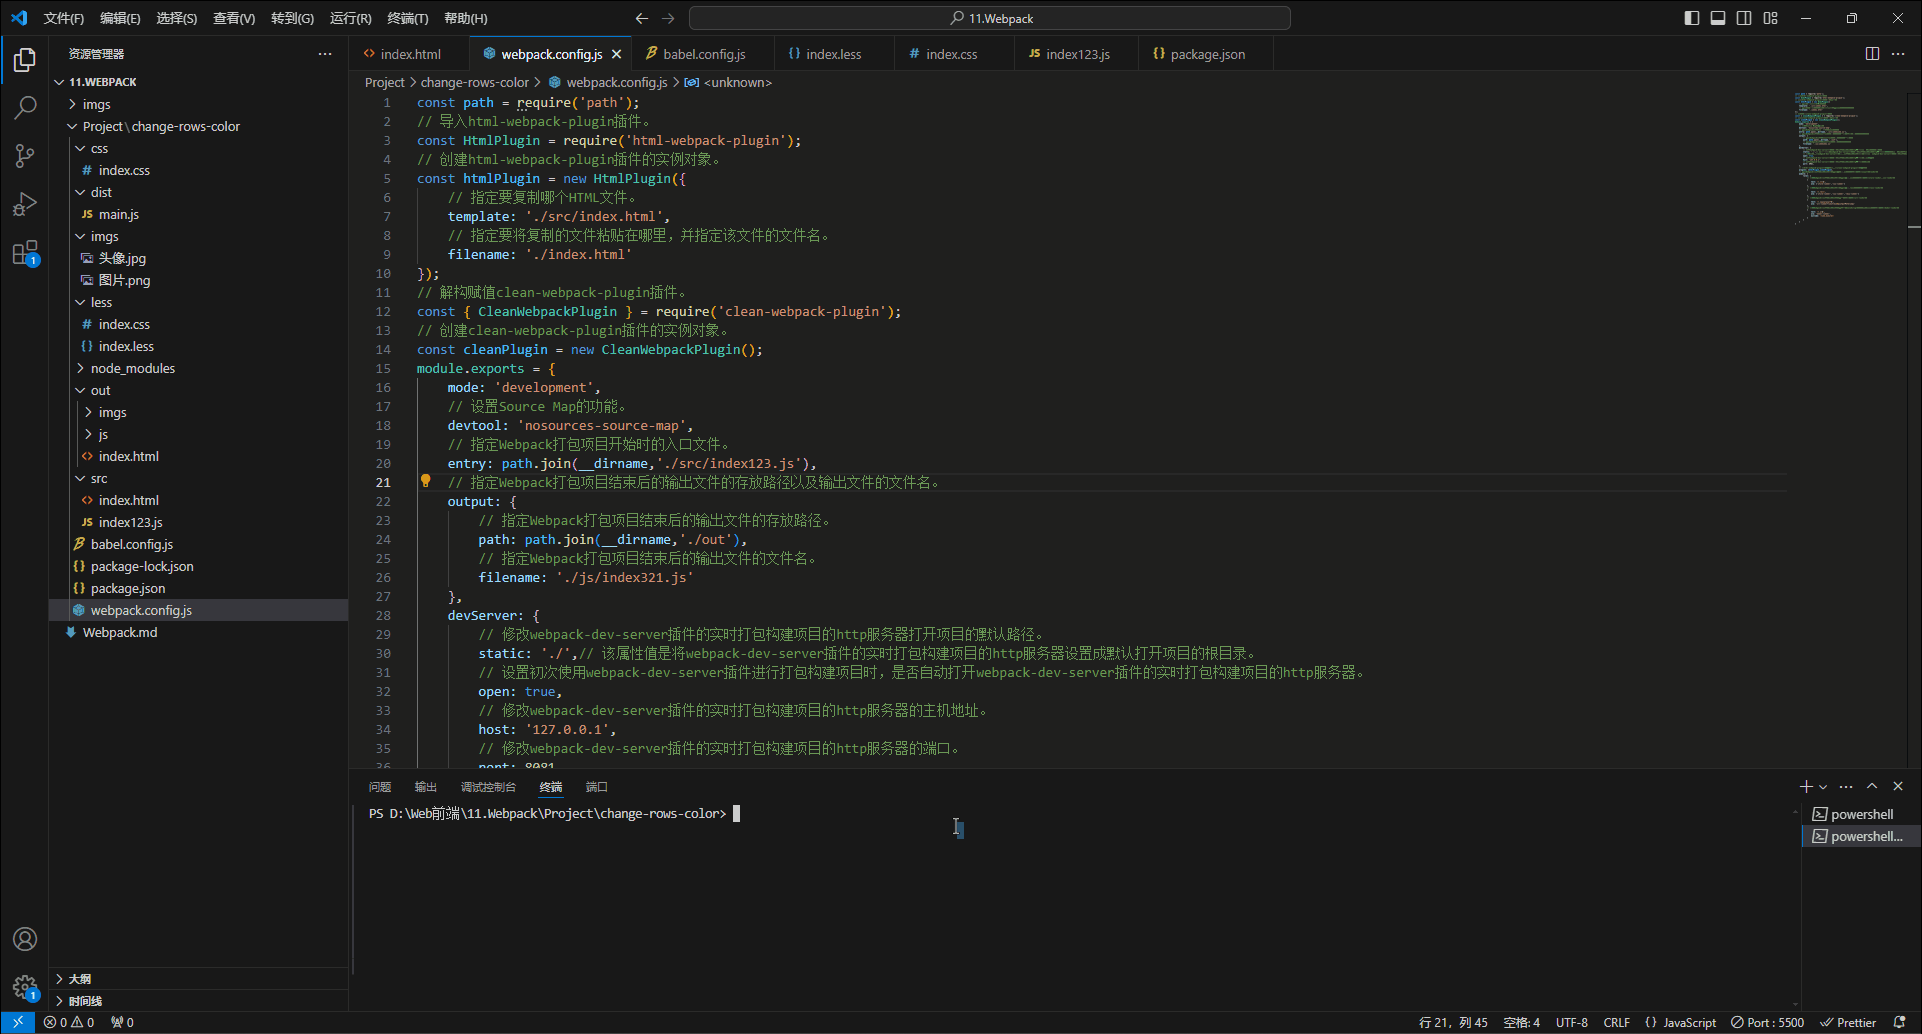 文件(F) 编辑(E) 选择(S) 查看(V) 转到(G) 运行(R) 终端(T) 帮助(H)
11.Webpack
资源管理器
11.WEBPACK
imgs
Project\change-rows-color
css
# index.css
dist
JS main.js
imgs
头像.jpg
图片.png
less
# index.css
{} index.less
node_modules
out
imgs
js
<> index.html
src
<> index.html
JS index123.js
babel.config.js
{} package-lock.json
{} package.json
webpack.config.js
Webpack.md
大纲
时间线
1
1
<> index.html
webpack.config.js
babel.config.js
{} index.less
# index.css
JS index123.js
{} package.json
Project > change-rows-color > webpack.config.js > <unknown>
1 const path = require('path');
2 // 导入html-webpack-plugin插件。
3 const HtmlPlugin = require('html-webpack-plugin');
4 // 创建html-webpack-plugin插件的实例对象。
5 const htmlPlugin = new HtmlPlugin({
6 // 指定要复制哪个HTML文件。
7 template: './src/index.html',
8 // 指定要将复制的文件粘贴在哪里，并指定该文件的文件名。
9 filename: './index.html'
10 });
11 // 解构赋值clean-webpack-plugin插件。
12 const { CleanWebpackPlugin } = require('clean-webpack-plugin');
13 // 创建clean-webpack-plugin插件的实例对象。
14 const cleanPlugin = new CleanWebpackPlugin();
15 module.exports = {
16 mode: 'development',
17 // 设置Source Map的功能。
18 devtool: 'nosources-source-map',
19 // 指定Webpack打包项目开始时的入口文件。
20 entry: path.join(__dirname,'./src/index123.js'),
21 // 指定Webpack打包项目结束后的输出文件的存放路径以及输出文件的文件名。
22 output: {
23 // 指定Webpack打包项目结束后的输出文件的存放路径。
24 path: path.join(__dirname,'./out'),
25 // 指定Webpack打包项目结束后的输出文件的文件名。
26 filename: './js/index321.js'
27 },
28 devServer: {
29 // 修改webpack-dev-server插件的实时打包构建项目的http服务器打开项目的默认路径。
30 static: './',// 该属性值是将webpack-dev-server插件的实时打包构建项目的http服务器设置成默认打开项目的根目录。
31 // 设置初次使用webpack-dev-server插件进行打包构建项目时，是否自动打开webpack-dev-server插件的实时打包构建项目的http服务器。
32 open: true,
33 // 修改webpack-dev-server插件的实时打包构建项目的http服务器的主机地址。
34 host: '127.0.0.1',
35 // 修改webpack-dev-server插件的实时打包构建项目的http服务器的端口。
36 port: 8081
问题 输出 调试控制台 终端 端口
PS D:\Web前端\11.Webpack\Project\change-rows-color>
powershell
powershell...
0 0 0
行 21，列 45 空格: 4 UTF-8 CRLF {} JavaScript Port : 5500 Prettier